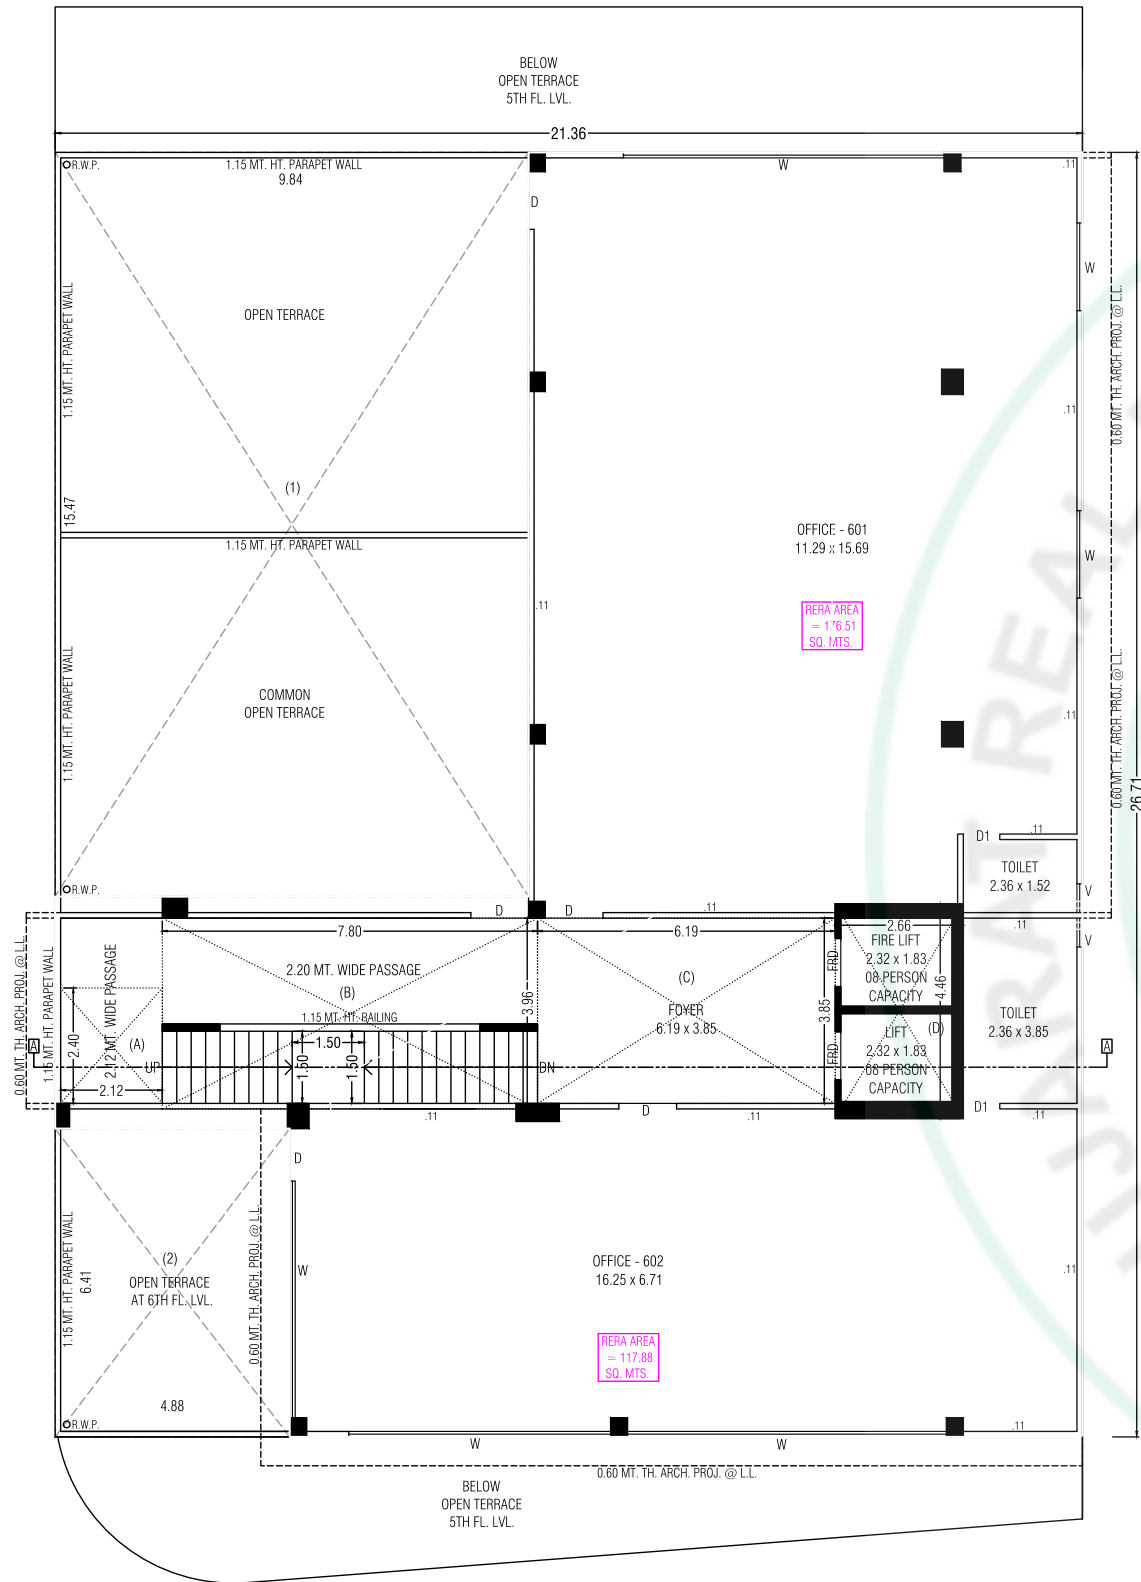 BELOW
OPEN TERRACE
5TH FL. LVL.
21.36
R.W.P.
1.15 MT. HT. PARAPET WALL
9.84
W
.11
D
OPEN TERRACE
1.15 MT. HT. PARAPET WALL
W
0.60 MT. TH. ARCH. PROJ. @ L.L.
.11
(1)
15.47
1.15 MT. HT. PARAPET WALL
OFFICE - 601
11.29 x 15.69
W
.11
RERA AREA
= 176.51
SQ. MTS.
COMMON
OPEN TERRACE
1.15 MT. HT. PARAPET WALL
.11
0.60 MT. TH. ARCH. PROJ. @ L.L.
26.71
D1
.11
TOILET
2.36 x 1.52
V
R.W.P.
D
D
.11
.11
V
7.80
6.19
2.66
FIRE LIFT
2.32 x 1.83
08 PERSON
CAPACITY
4.46
FRD
2.20 MT. WIDE PASSAGE
(B)
1.15 MT. HT. RAILING
3.96
(C)
FOYER
6.19 x 3.85
3.85
TOILET
2.36 x 3.85
0.60 MT. TH. ARCH. PROJ. @ L.L.
1.15 MT. HT. PARAPET WALL
2.12 MT. WIDE PASSAGE
(A)
2.40
2.12
UP
1.50
1.50
1.50
DN
FRD
(D)
LIFT
2.32 x 1.83
08 PERSON
CAPACITY
A
A
.11
D
.11
D1
.11
D
W
(2)
OPEN TERRACE
AT 6TH FL. LVL.
1.15 MT. HT. PARAPET WALL
6.41
4.88
R.W.P.
0.60 MT. TH. ARCH. PROJ. @ L.L.
OFFICE - 602
16.25 x 6.71
.11
RERA AREA
= 117.88
SQ. MTS.
.11
W
W
0.60 MT. TH. ARCH. PROJ. @ L.L.
BELOW
OPEN TERRACE
5TH FL. LVL.